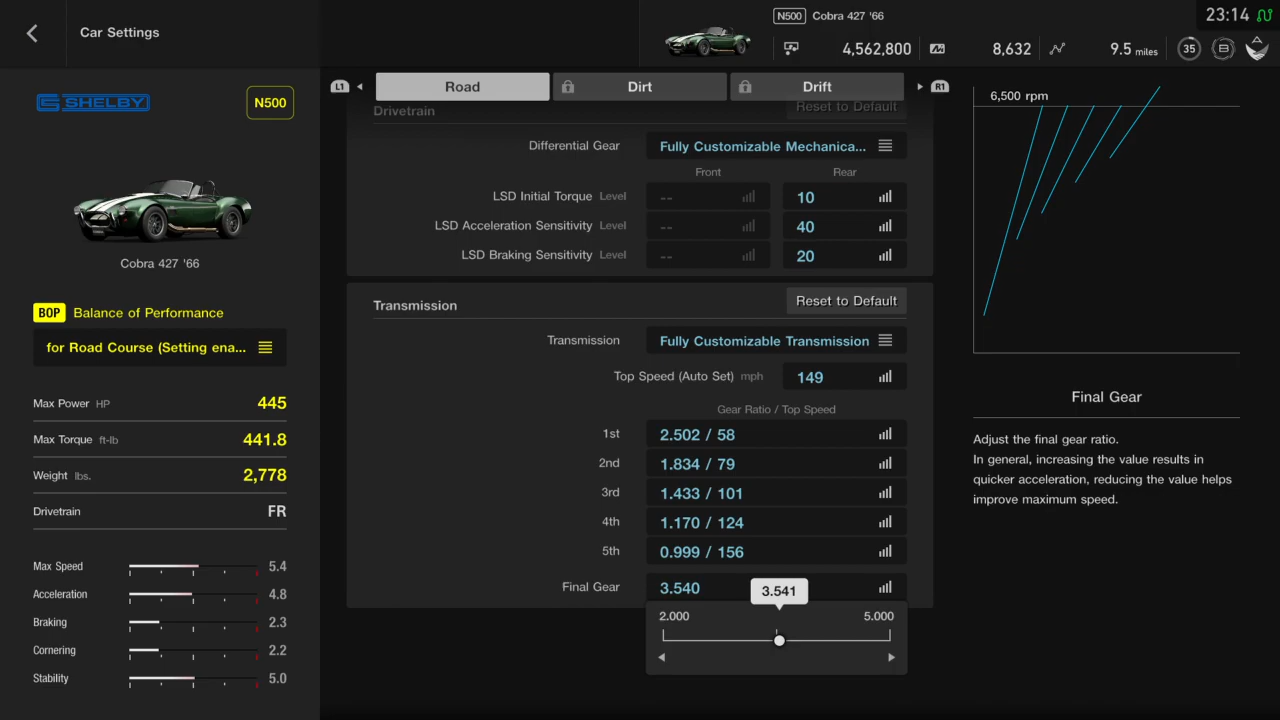 Car Settings
N500 Cobra 427 '66
4,562,800
8,632
9.5 miles
35
B
A
23:14
SHELBY
N500
Cobra 427 '66
BOP Balance of Performance
for Road Course (Setting ena...
Max Power HP 445
Max Torque ft-lb 441.8
Weight lbs. 2,778
Drivetrain FR
Max Speed 5.4
Acceleration 4.8
Braking 2.3
Cornering 2.2
Stability 5.0
L1 Road Dirt Drift R1
Drivetrain Reset to Default
Differential Gear Fully Customizable Mechanica...
Front Rear
LSD Initial Torque Level -- 10
LSD Acceleration Sensitivity Level -- 40
LSD Braking Sensitivity Level -- 20
Transmission Reset to Default
Transmission Fully Customizable Transmission
Top Speed (Auto Set) mph 149
Gear Ratio / Top Speed
1st 2.502 / 58
2nd 1.834 / 79
3rd 1.433 / 101
4th 1.170 / 124
5th 0.999 / 156
Final Gear 3.540
3.541
2.000 5.000
6,500 rpm
Final Gear
Adjust the final gear ratio.
In general, increasing the value results in
quicker acceleration, reducing the value helps
improve maximum speed.